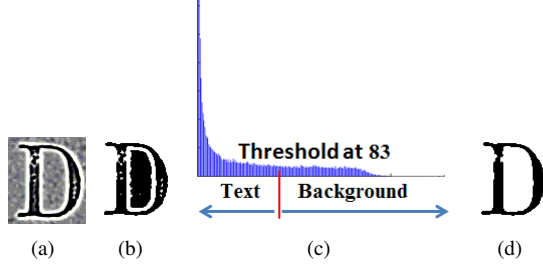 Threshold at 83
Text Background
D D D
(a) (b) (c) (d)